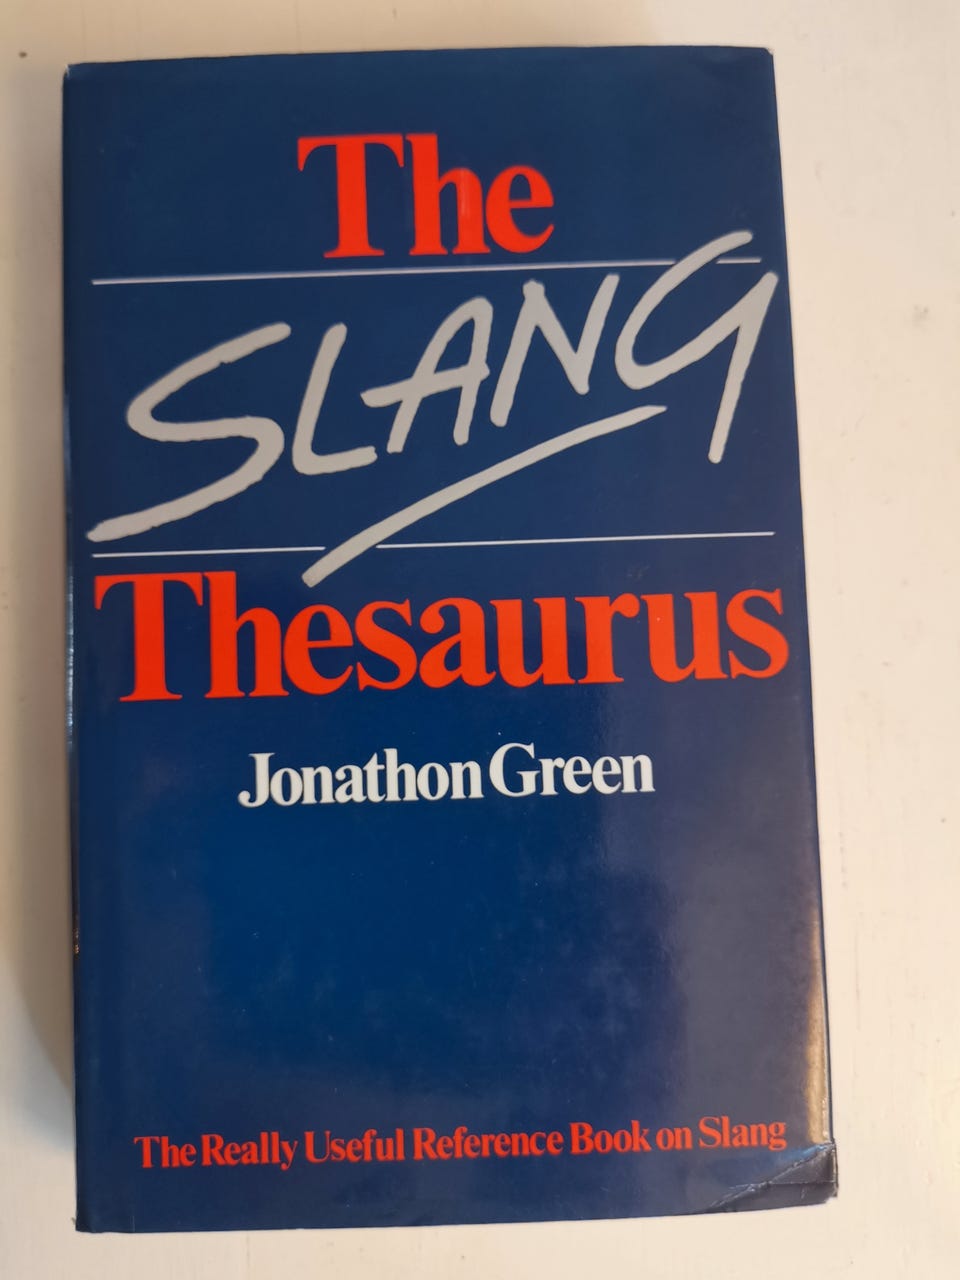 The
SLANG
Thesaurus
Jonathon Green
The Really Useful Reference Book on Slang